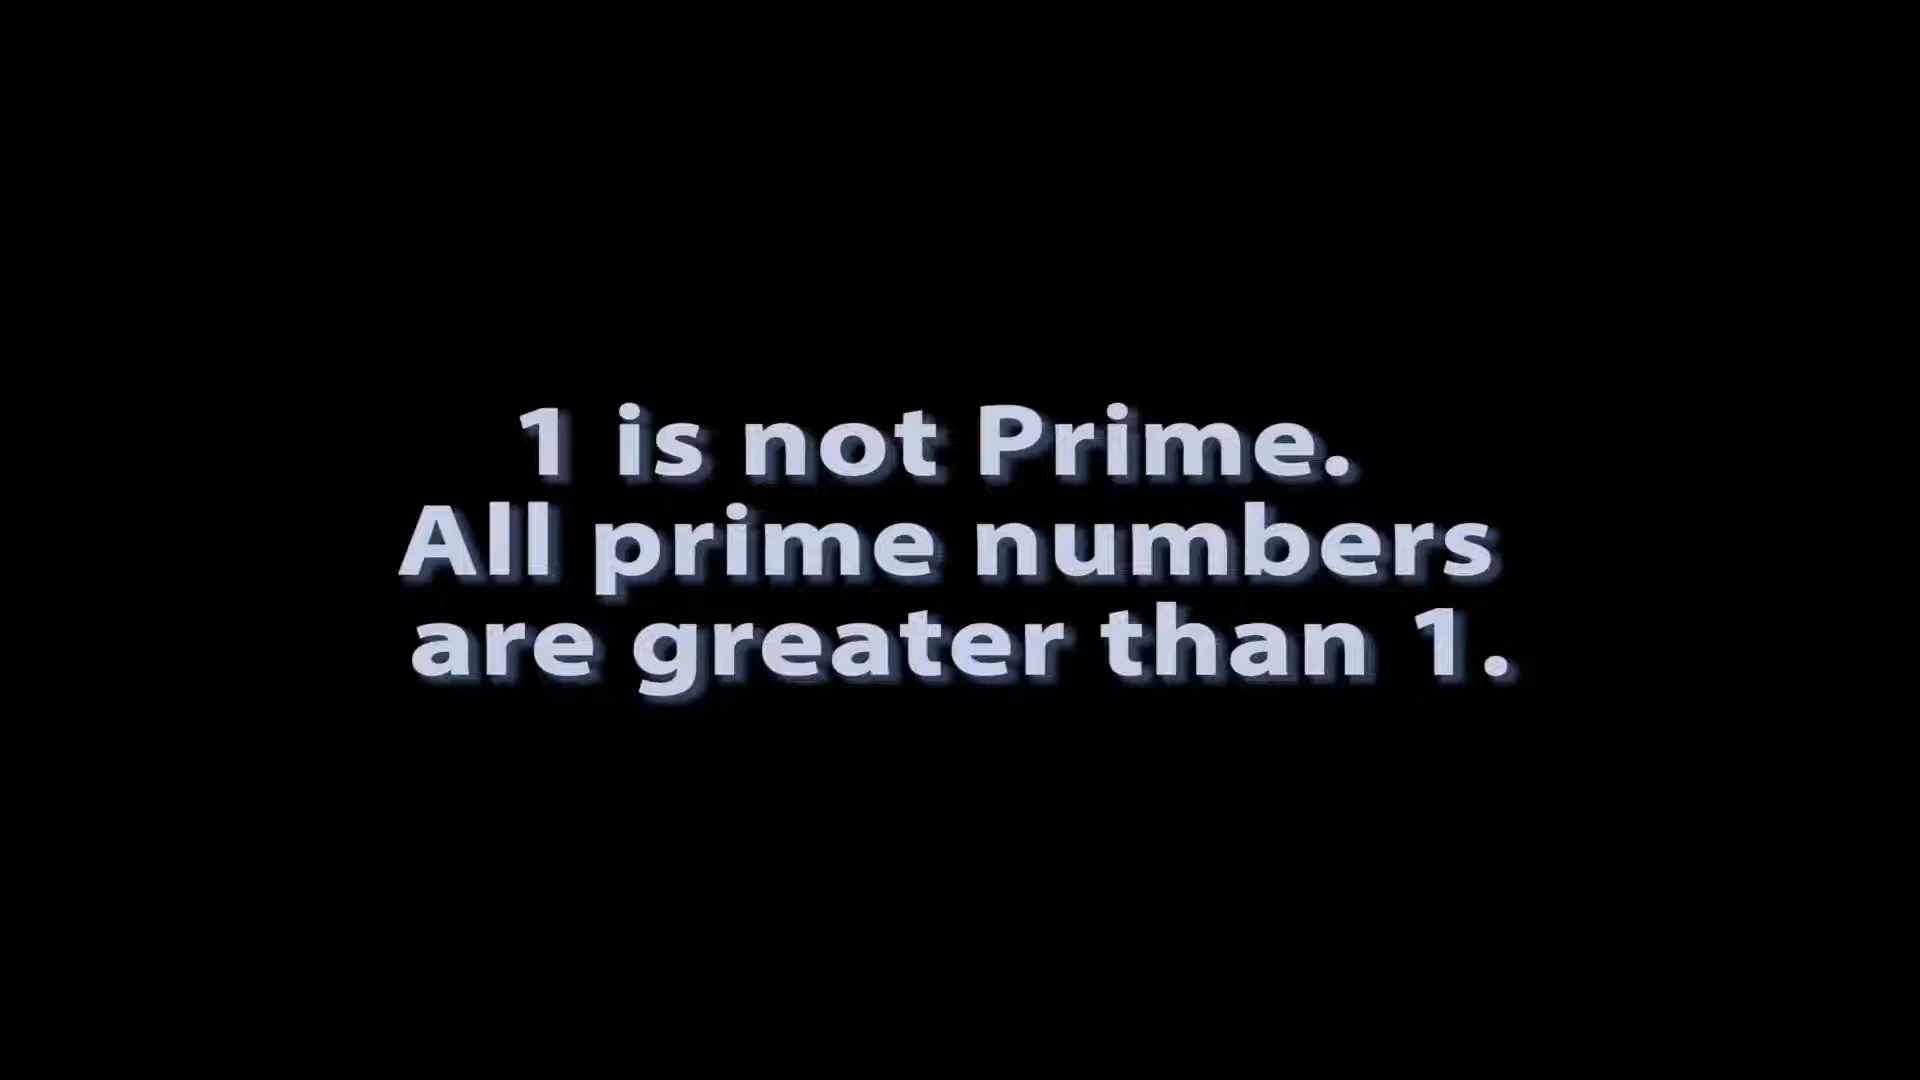 1 is not Prime.
All prime numbers
are greater than 1.